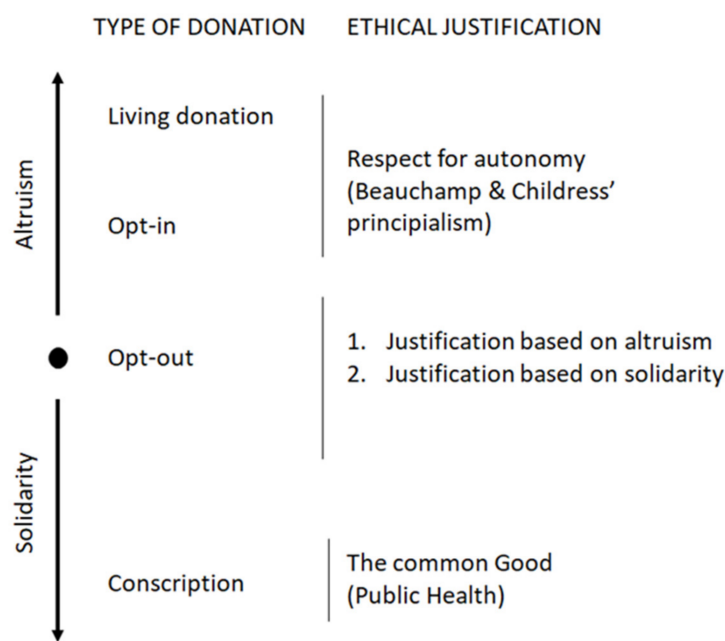 TYPE OF DONATION
ETHICAL JUSTIFICATION
Altruism
Living donation
Opt-in
Respect for autonomy
(Beauchamp & Childress’
principialism)
Opt-out
1. Justification based on altruism
2. Justification based on solidarity
Solidarity
Conscription
The common Good
(Public Health)